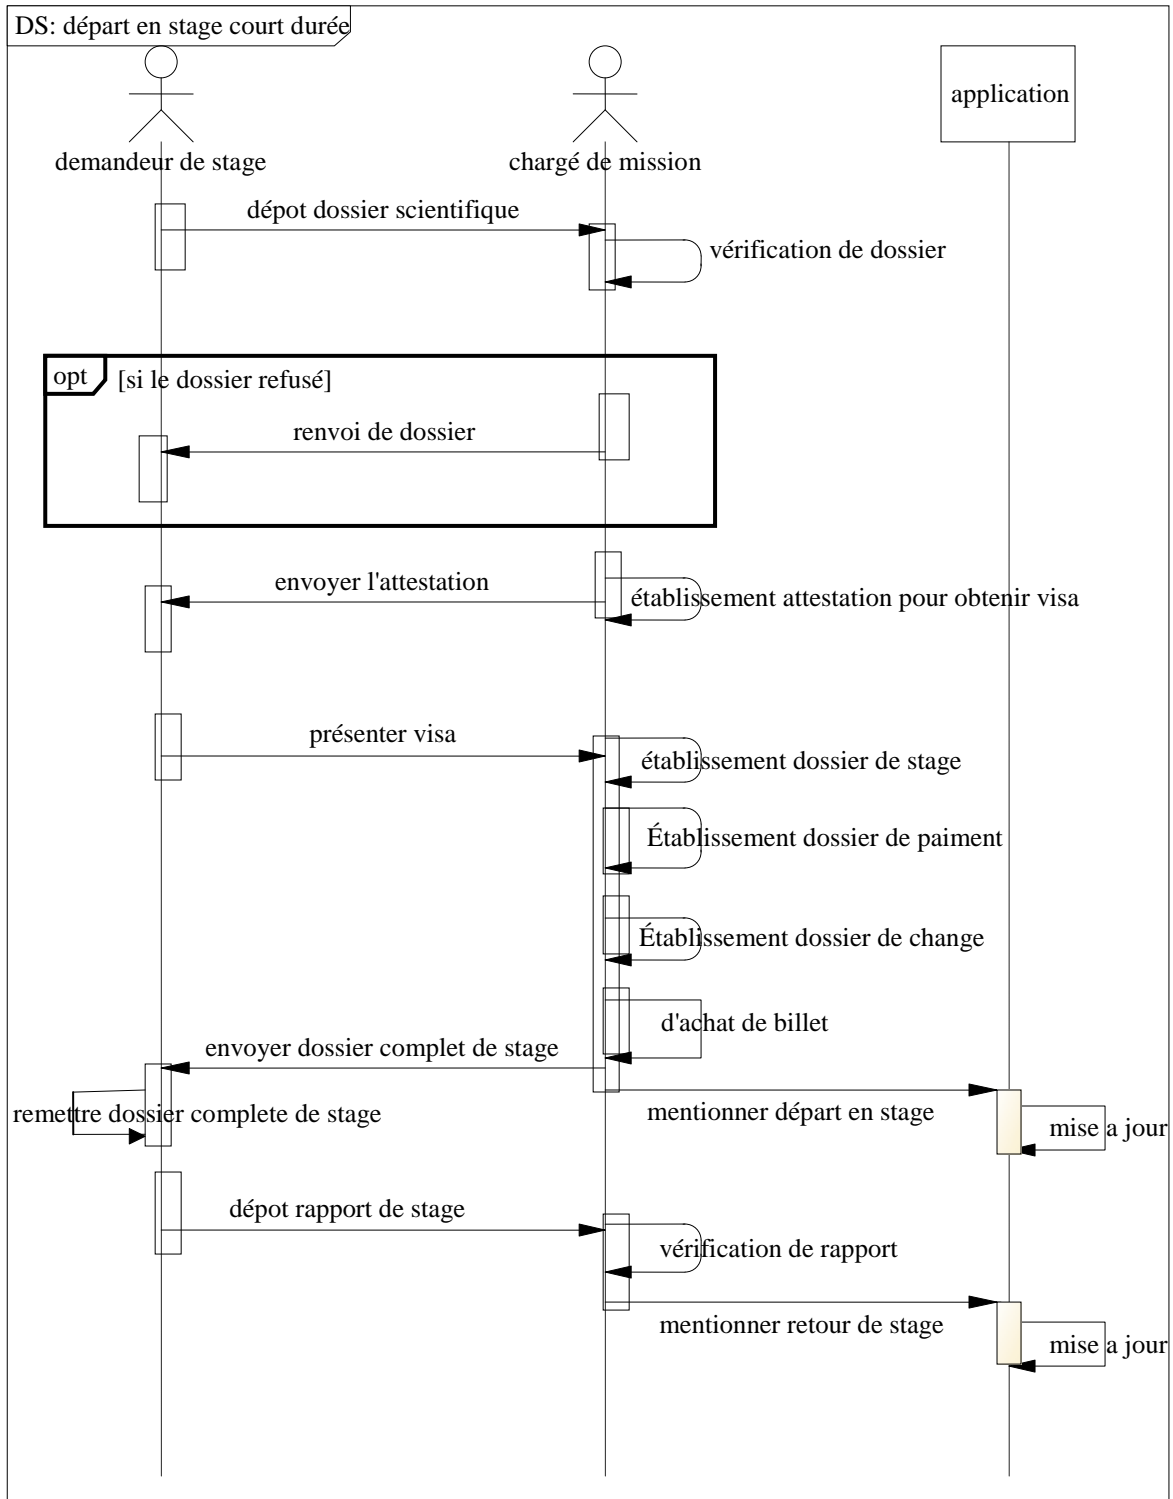 DS: départ en stage court durée
application
demandeur de stage
chargé de mission
dépot dossier scientifique
vérification de dossier
opt
[si le dossier refusé]
renvoi de dossier
envoyer l'attestation
établissement attestation pour obtenir visa
présenter visa
établissement dossier de stage
Établissement dossier de paiment
Établissement dossier de change
d'achat de billet
envoyer dossier complet de stage
remettre dossier complete de stage
mentionner départ en stage
mise a jour
dépot rapport de stage
vérification de rapport
mentionner retour de stage
mise a jour